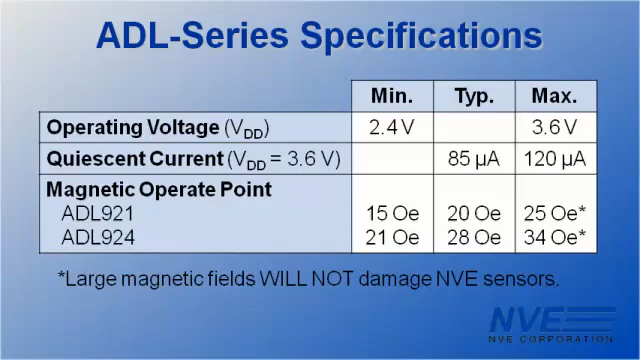 ADL-Series Specifications
Min. Typ. Max.
Operating Voltage (VDD) 2.4 V 3.6 V
Quiescent Current (VDD = 3.6 V) 85 µA 120 µA
Magnetic Operate Point
ADL921 15 Oe 20 Oe 25 Oe*
ADL924 21 Oe 28 Oe 34 Oe*
*Large magnetic fields WILL NOT damage NVE sensors.
NVE
NVE CORPORATION